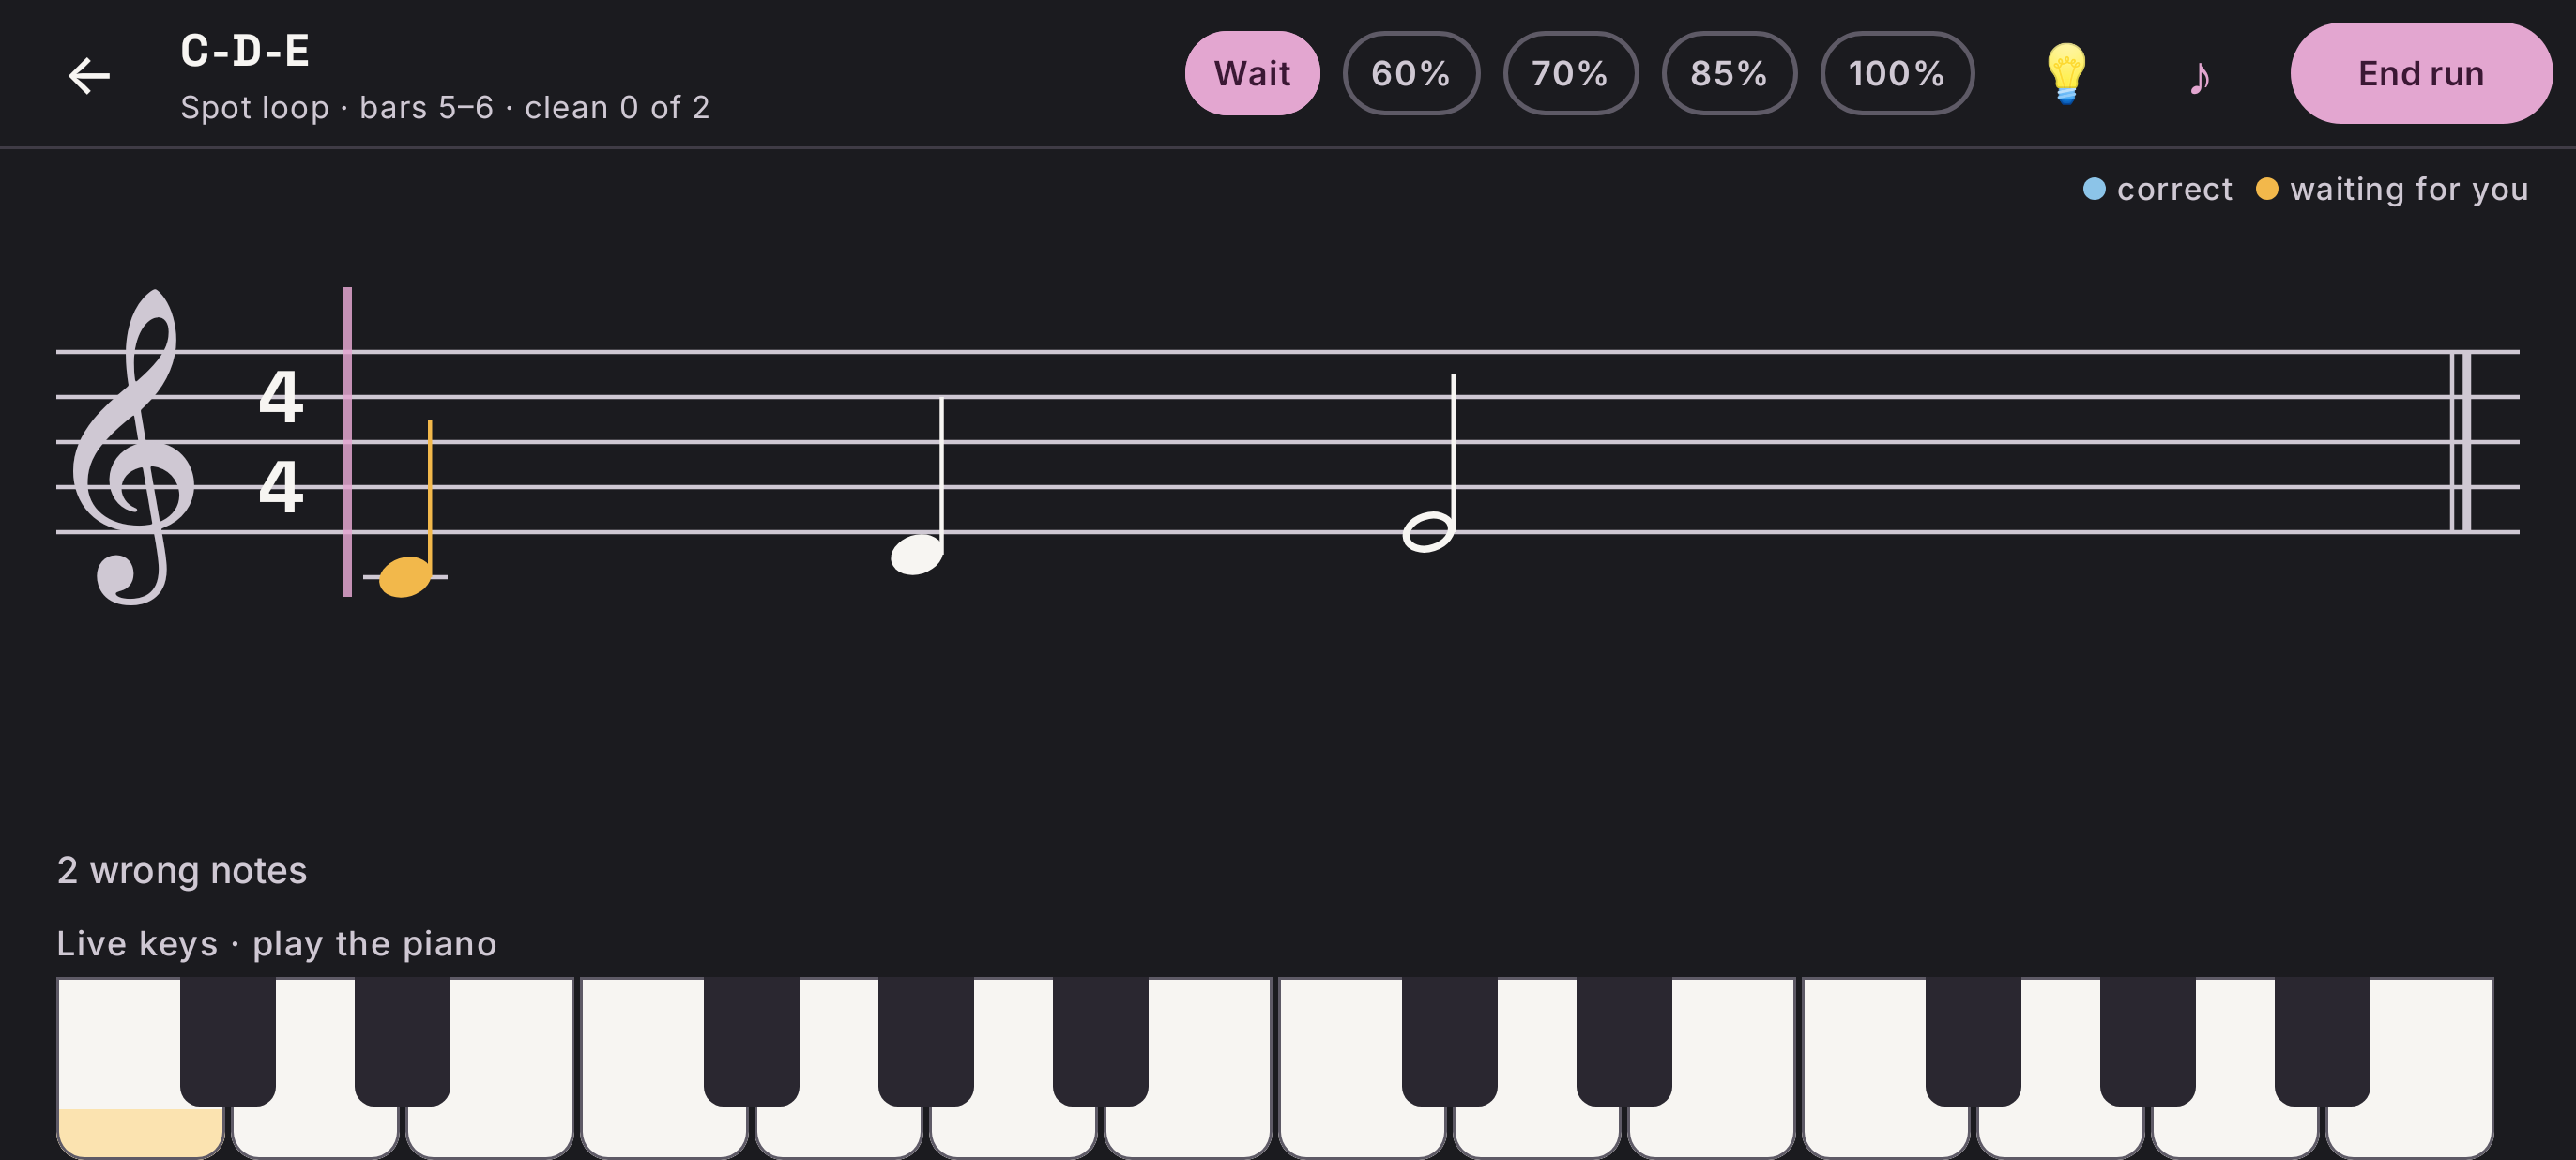 C-D-E
Spot loop · bars 5–6 · clean 0 of 2
Wait 60% 70% 85% 100% End run
correct waiting for you
4
4
2 wrong notes
Live keys · play the piano